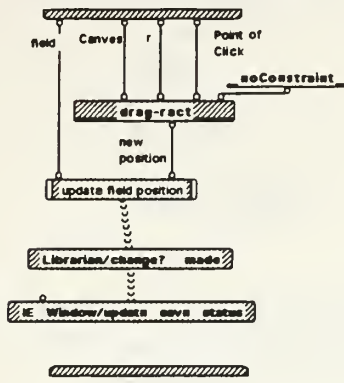 field
Canvas
r
Point of
Click
noConstraint
drag-ract
new
position
update field position
Librarian/change? made
IE Window/update save status